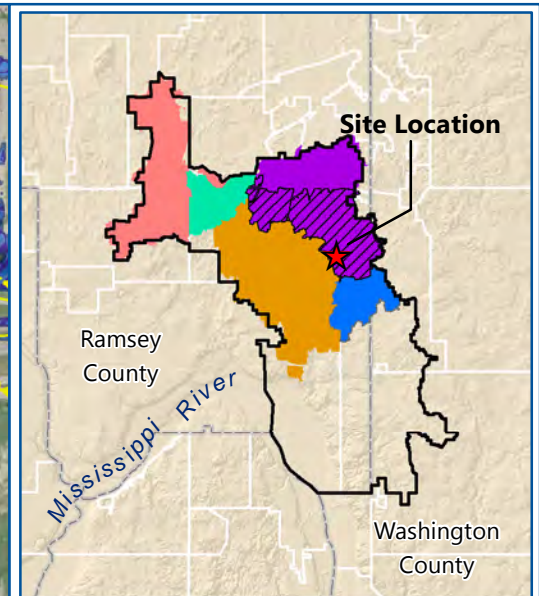 Site Location
Ramsey
County
Mississippi River
Washington
County